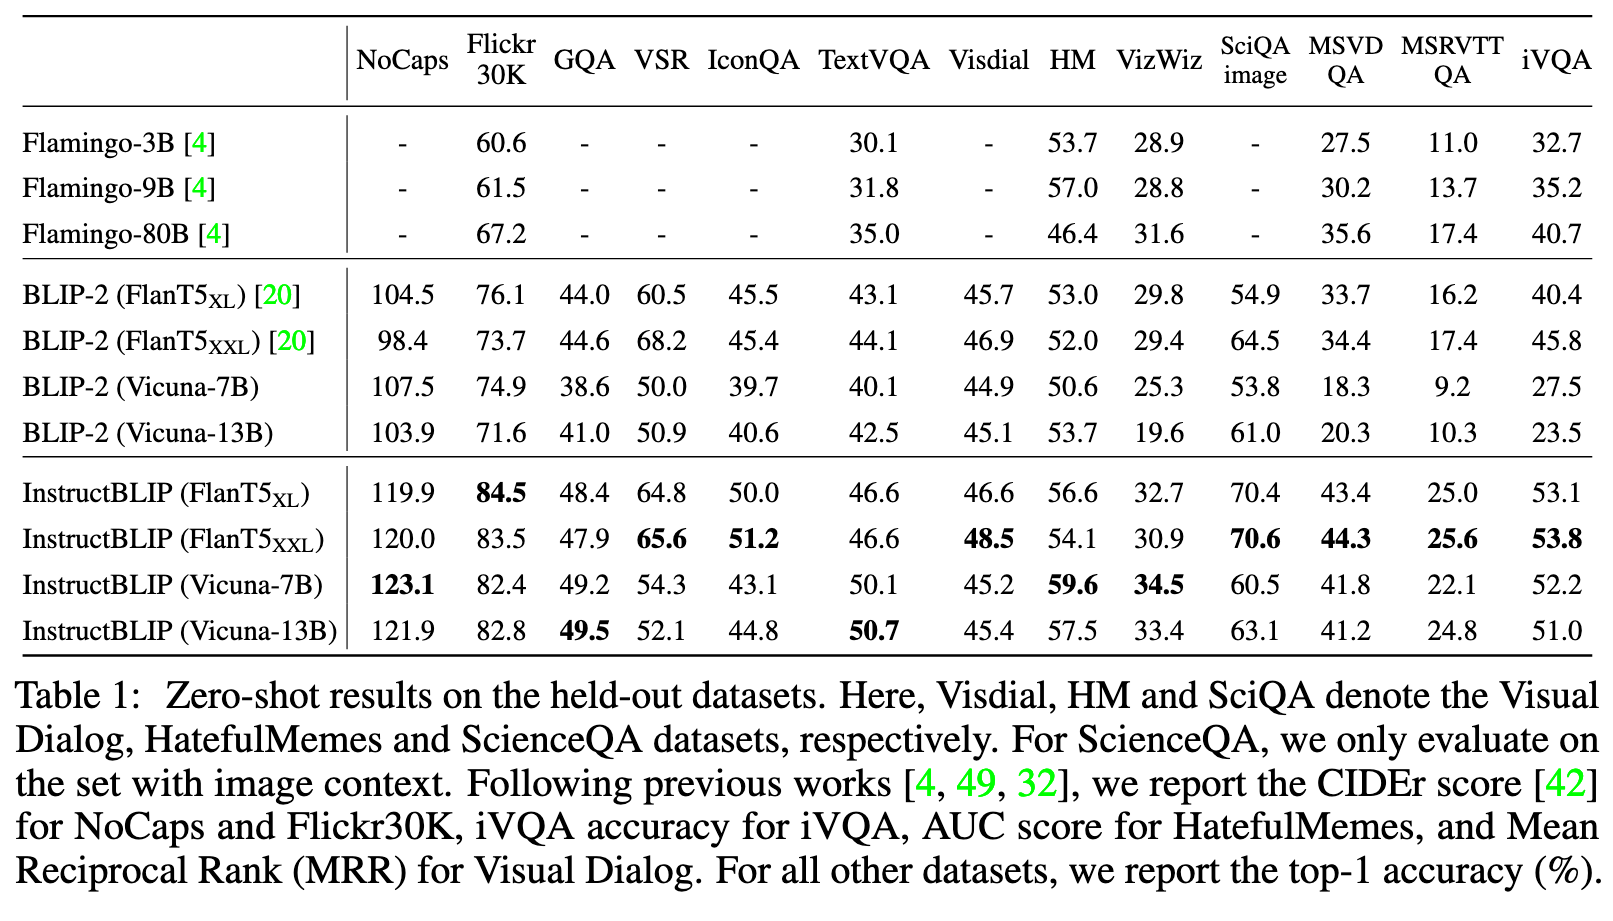 NoCaps Flickr 30K GQA VSR IconQA TextVQA Visdial HM VizWiz SciQA image MSVD QA MSRVTT QA iVQA
Flamingo-3B [4] - 60.6 - - - 30.1 - 53.7 28.9 - 27.5 11.0 32.7
Flamingo-9B [4] - 61.5 - - - 31.8 - 57.0 28.8 - 30.2 13.7 35.2
Flamingo-80B [4] - 67.2 - - - 35.0 - 46.4 31.6 - 35.6 17.4 40.7
BLIP-2 (FlanT5XL) [20] 104.5 76.1 44.0 60.5 45.5 43.1 45.7 53.0 29.8 54.9 33.7 16.2 40.4
BLIP-2 (FlanT5XXL) [20] 98.4 73.7 44.6 68.2 45.4 44.1 46.9 52.0 29.4 64.5 34.4 17.4 45.8
BLIP-2 (Vicuna-7B) 107.5 74.9 38.6 50.0 39.7 40.1 44.9 50.6 25.3 53.8 18.3 9.2 27.5
BLIP-2 (Vicuna-13B) 103.9 71.6 41.0 50.9 40.6 42.5 45.1 53.7 19.6 61.0 20.3 10.3 23.5
InstructBLIP (FlanT5XL) 119.9 84.5 48.4 64.8 50.0 46.6 46.6 56.6 32.7 70.4 43.4 25.0 53.1
InstructBLIP (FlanT5XXL) 120.0 83.5 47.9 65.6 51.2 46.6 48.5 54.1 30.9 70.6 44.3 25.6 53.8
InstructBLIP (Vicuna-7B) 123.1 82.4 49.2 54.3 43.1 50.1 45.2 59.6 34.5 60.5 41.8 22.1 52.2
InstructBLIP (Vicuna-13B) 121.9 82.8 49.5 52.1 44.8 50.7 45.4 57.5 33.4 63.1 41.2 24.8 51.0
Table 1: Zero-shot results on the held-out datasets. Here, Visdial, HM and SciQA denote the Visual
Dialog, HatefulMemes and ScienceQA datasets, respectively. For ScienceQA, we only evaluate on
the set with image context. Following previous works [4, 49, 32], we report the CIDEr score [42]
for NoCaps and Flickr30K, iVQA accuracy for iVQA, AUC score for HatefulMemes, and Mean
Reciprocal Rank (MRR) for Visual Dialog. For all other datasets, we report the top-1 accuracy (%).